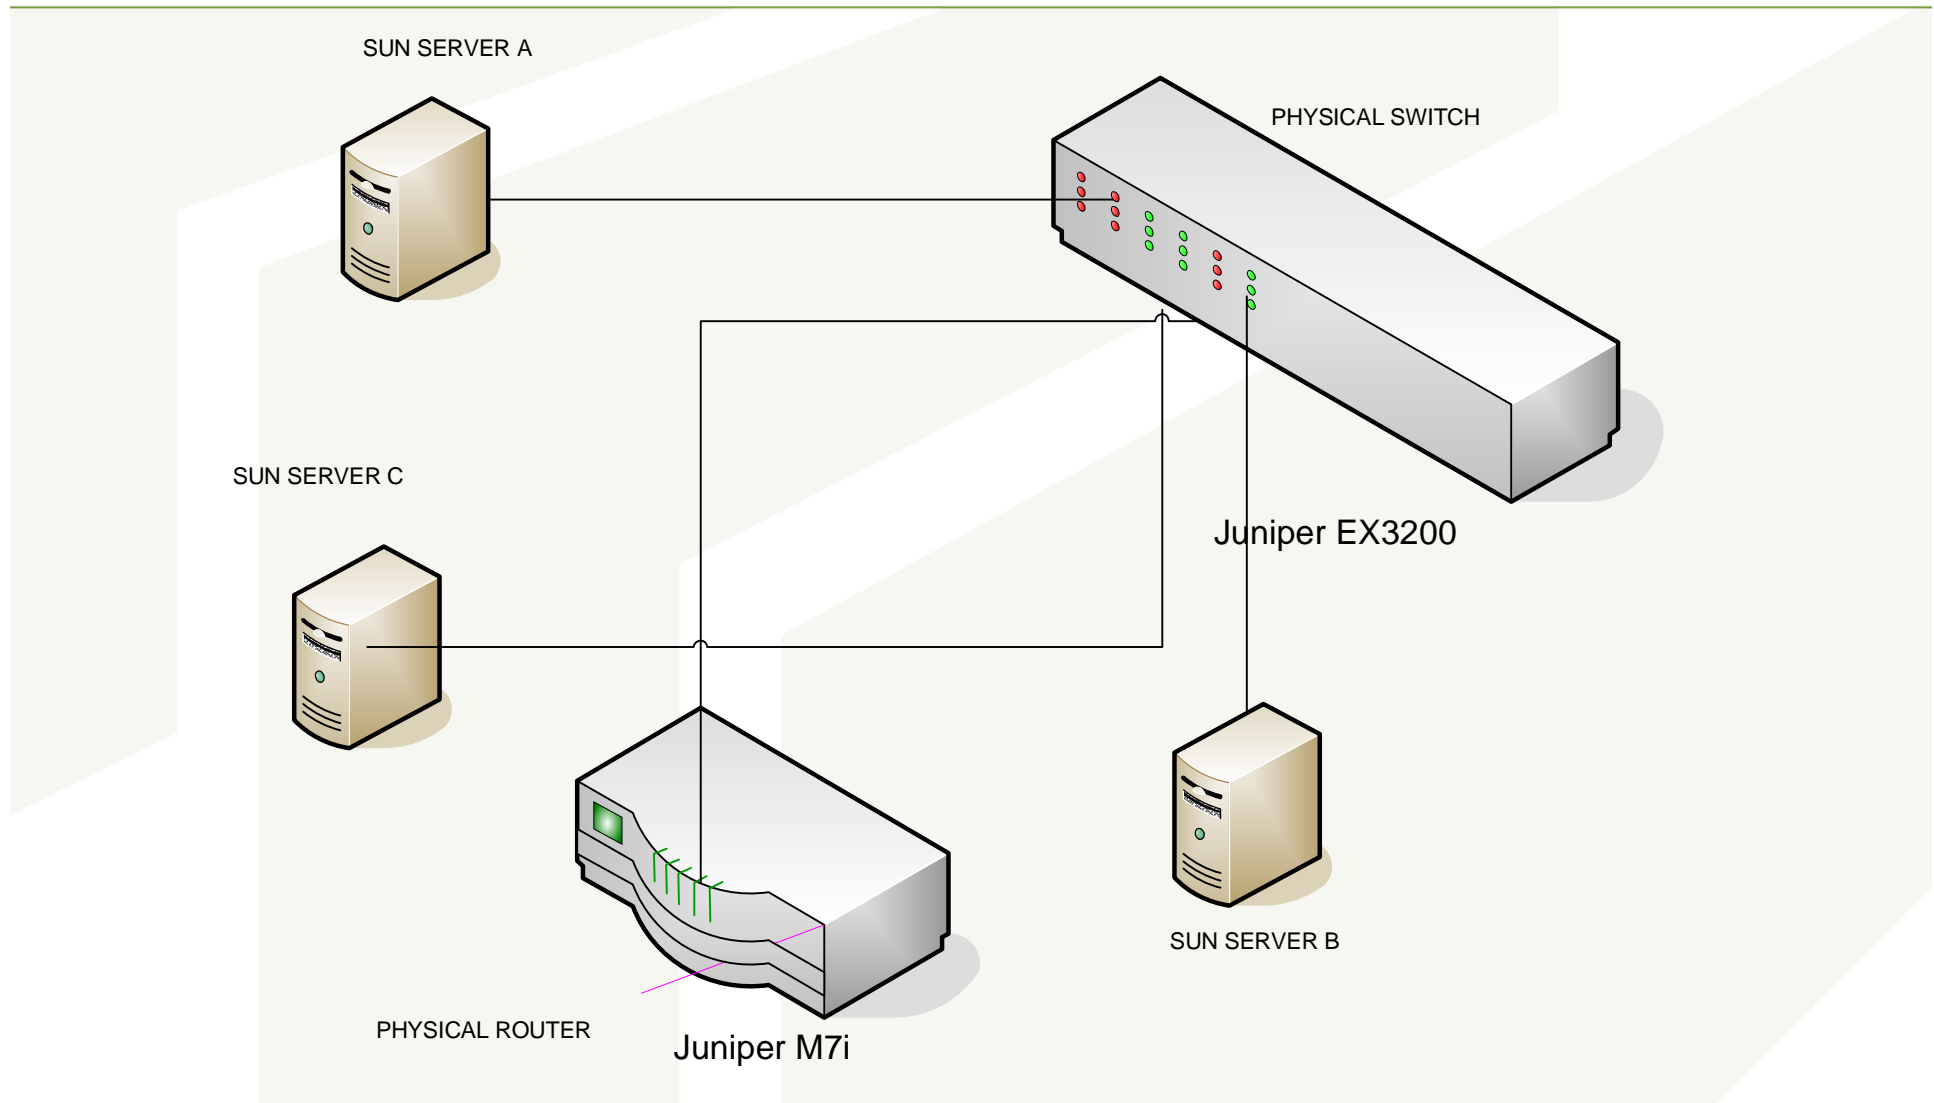 SUN SERVER A
PHYSICAL SWITCH
SUN SERVER C
Juniper EX3200
SUN SERVER B
PHYSICAL ROUTER
Juniper M7i